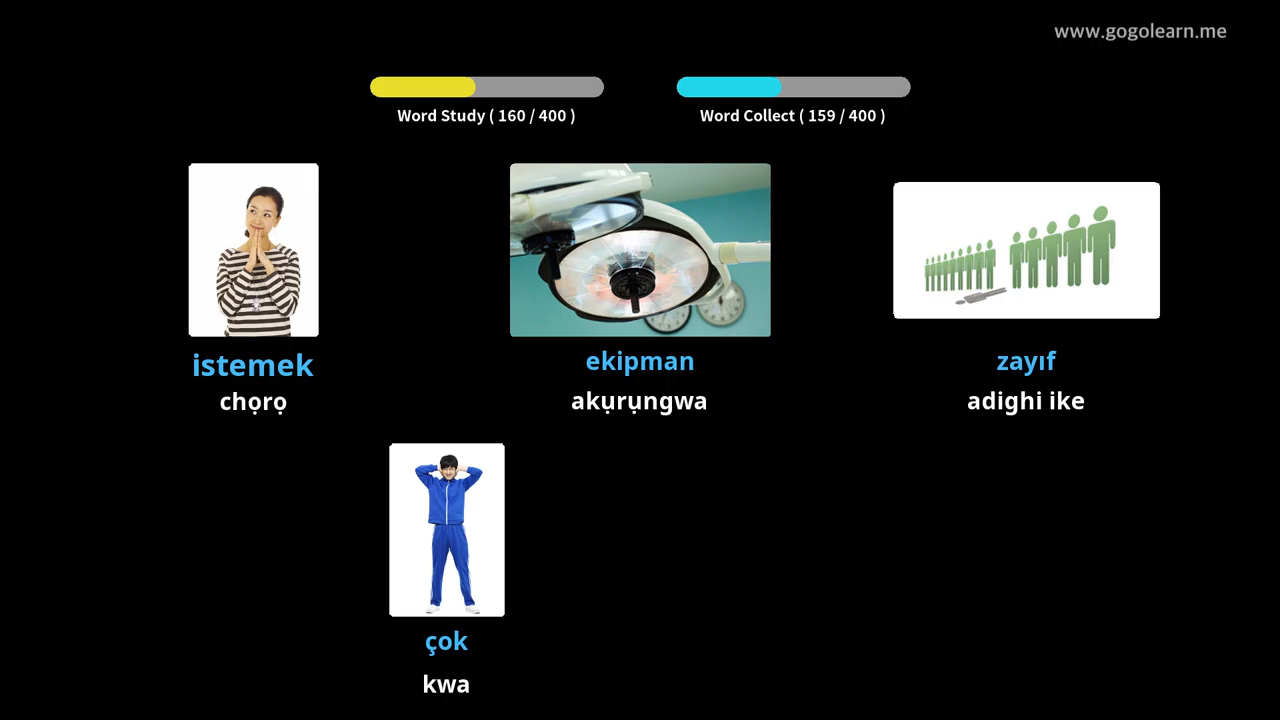 www.gogolearn.me
Word Study ( 160 / 400 )
Word Collect ( 159 / 400 )
istemek
chọrọ
ekipman
akụrụngwa
zayıf
adighi ike
çok
kwa